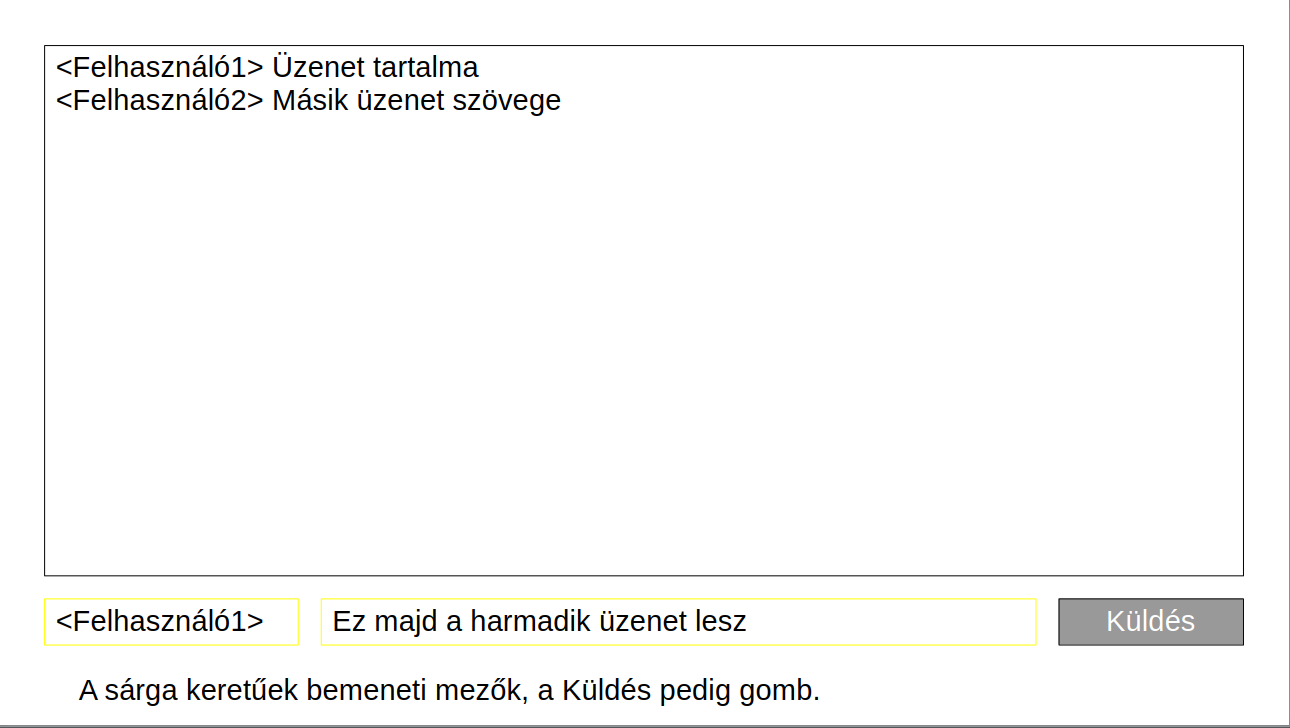 <Felhasználó1> Üzenet tartalma
<Felhasználó2> Másik üzenet szövege
<Felhasználó1> Ez majd a harmadik üzenet lesz Küldés
A sárga keretűek bemeneti mezők, a Küldés pedig gomb.